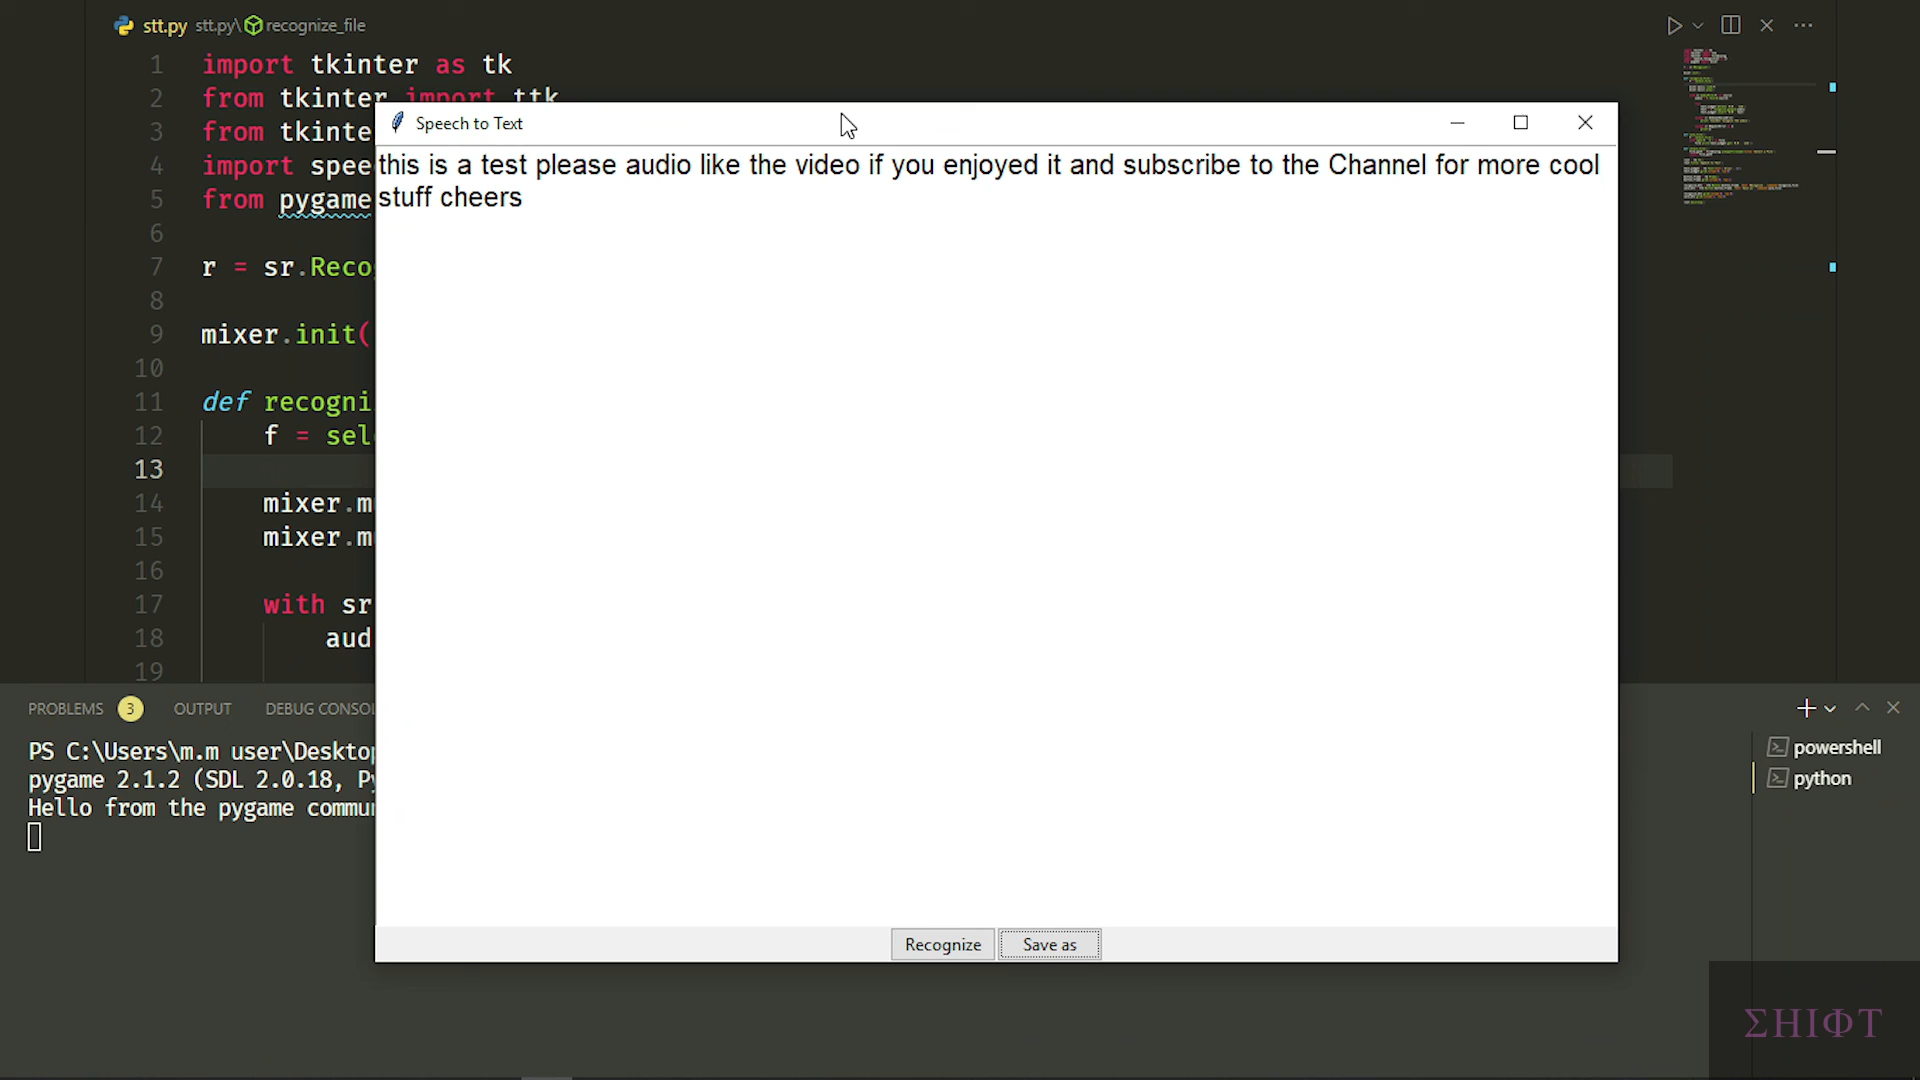 stt.py stt.py\ recognize_file
1 import tkinter as tk
2 from tkinter import ttk
3 from tkinte
4 import spee
5 from pygame
6
7 r = sr.Reco
8
9 mixer.init(
10
11 def recogni
12 f = sel
13
14 mixer.m
15 mixer.m
16
17 with sr
18 aud
19
Speech to Text
this is a test please audio like the video if you enjoyed it and subscribe to the Channel for more cool
stuff cheers
Recognize Save as
PROBLEMS 3 OUTPUT DEBUG CONSOL
PS C:\Users\m.m user\Desktop
pygame 2.1.2 (SDL 2.0.18, Py
Hello from the pygame commun
powershell
python
ΣHIΦT